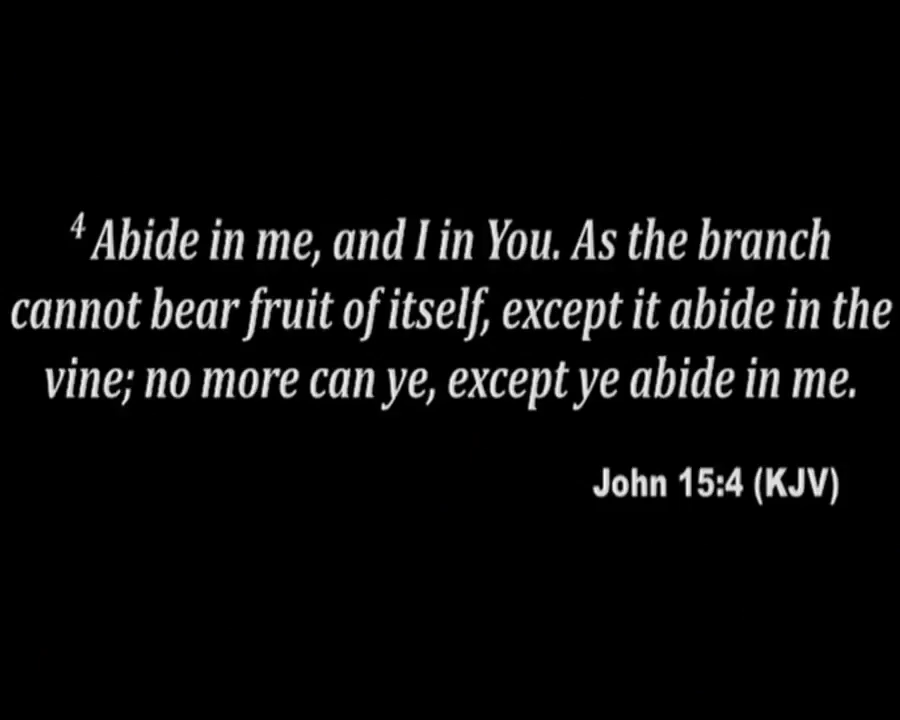 4 Abide in me, and I in You. As the branch
cannot bear fruit of itself, except it abide in the
vine; no more can ye, except ye abide in me.
John 15:4 (KJV)